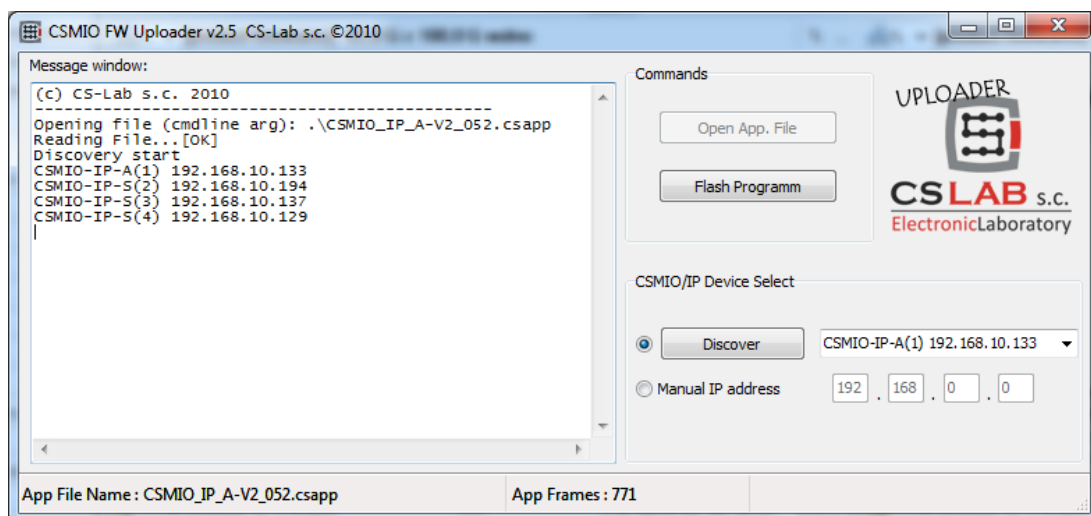 CSMIO FW Uploader v2.5 CS-Lab s.c. ©2010
Message window:
(c) CS-Lab s.c. 2010
------------------------------------------------
Opening file (cmdline arg): .\CSMIO_IP_A-V2_052.csapp
Reading File...[OK]
Discovery start
CSMIO-IP-A(1) 192.168.10.133
CSMIO-IP-S(2) 192.168.10.194
CSMIO-IP-S(3) 192.168.10.137
CSMIO-IP-S(4) 192.168.10.129
Commands
Open App. File
Flash Programm
UPLOADER
CSLAB s.c.
ElectronicLaboratory
CSMIO/IP Device Select
Discover
CSMIO-IP-A(1) 192.168.10.133
Manual IP address
192 . 168 . 0 . 0
App File Name : CSMIO_IP_A-V2_052.csapp
App Frames : 771